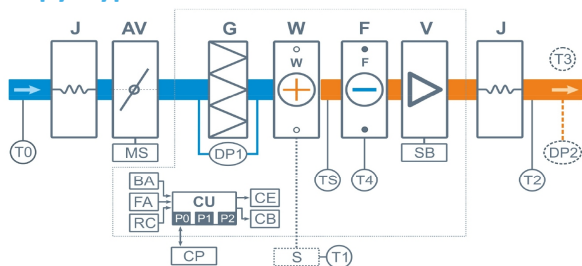 J AV G W F V J
W
F
T3
T0
MS
DP1
TS
T4
SB
T2
DP2
BA
FA
RC
CU
P0 P1 P2
CE
CB
CP
S
T1